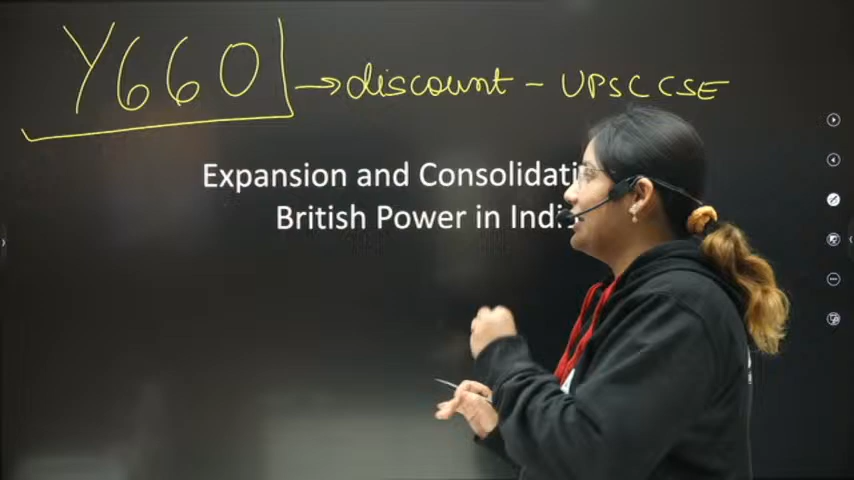 Y660 → discount - UPSC CSE
Expansion and Consolidati
British Power in Indi